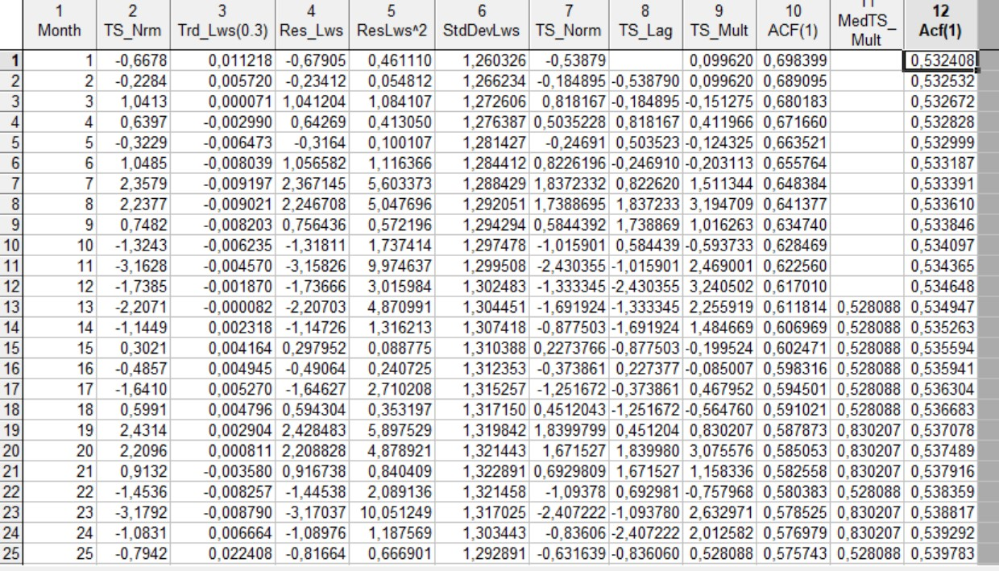 1 2 3 4 5 6 7 8 9 10 11 12
Month TS_Nrm Trd_Lws(0.3) Res_Lws ResLws^2 StdDevLws TS_Norm TS_Lag TS_Mult ACF(1) MedTS_Mult Acf(1)
1 1 -0,6678 0,011218 -0,67905 0,461110 1,260326 -0,53879 0,099620 0,698399 0,532408
2 2 -0,2284 0,005720 -0,23412 0,054812 1,266234 -0,184895 -0,538790 0,099620 0,689095 0,532532
3 3 1,0413 0,000071 1,041204 1,084107 1,272606 0,818167 -0,184895 -0,151275 0,680183 0,532672
4 4 0,6397 -0,002990 0,64269 0,413050 1,276387 0,5035228 0,818167 0,411966 0,671660 0,532828
5 5 -0,3229 -0,006473 -0,3164 0,100107 1,281427 -0,24691 0,503523 -0,124325 0,663521 0,532999
6 6 1,0485 -0,008039 1,056582 1,116366 1,284412 0,8226196 -0,246910 -0,203113 0,655764 0,533187
7 7 2,3579 -0,009197 2,367145 5,603373 1,288429 1,8372332 0,822620 1,511344 0,648384 0,533391
8 8 2,2377 -0,009021 2,246708 5,047696 1,292051 1,7388695 1,837233 3,194709 0,641377 0,533610
9 9 0,7482 -0,008203 0,756436 0,572196 1,294294 0,5844392 1,738869 1,016263 0,634740 0,533846
10 10 -1,3243 -0,006235 -1,31811 1,737414 1,297478 -1,015901 0,584439 -0,593733 0,628469 0,534097
11 11 -3,1628 -0,004570 -3,15826 9,974637 1,299508 -2,430355 -1,015901 2,469001 0,622560 0,534365
12 12 -1,7385 -0,001870 -1,73666 3,015984 1,302483 -1,333345 -2,430355 3,240502 0,617010 0,534648
13 13 -2,2071 -0,000082 -2,20703 4,870991 1,304451 -1,691924 -1,333345 2,255919 0,611814 0,528088 0,534947
14 14 -1,1449 0,002318 -1,14726 1,316213 1,307418 -0,877503 -1,691924 1,484669 0,606969 0,528088 0,535263
15 15 0,3021 0,004164 0,297952 0,088775 1,310388 0,2273766 -0,877503 -0,199524 0,602471 0,528088 0,535594
16 16 -0,4857 0,004945 -0,49064 0,240725 1,312353 -0,373861 0,227377 -0,085007 0,598316 0,528088 0,535941
17 17 -1,6410 0,005270 -1,64627 2,710208 1,315257 -1,251672 -0,373861 0,467952 0,594501 0,528088 0,536304
18 18 0,5991 0,004796 0,594304 0,353197 1,317150 0,4512043 -1,251672 -0,564760 0,591021 0,528088 0,536683
19 19 2,4314 0,002904 2,428483 5,897529 1,319842 1,8399799 0,451204 0,830207 0,587873 0,830207 0,537078
20 20 2,2096 0,000811 2,208828 4,878921 1,321443 1,671527 1,839980 3,075576 0,585053 0,830207 0,537489
21 21 0,9132 -0,003580 0,916738 0,840409 1,322891 0,6929809 1,671527 1,158336 0,582558 0,830207 0,537916
22 22 -1,4536 -0,008257 -1,44538 2,089136 1,321458 -1,09378 0,692981 -0,757968 0,580383 0,528088 0,538359
23 23 -3,1792 -0,008790 -3,17037 10,051249 1,317025 -2,407222 -1,093780 2,632971 0,578525 0,830207 0,538817
24 24 -1,0831 0,006664 -1,08976 1,187569 1,303443 -0,83606 -2,407222 2,012582 0,576979 0,830207 0,539292
25 25 -0,7942 0,022408 -0,81664 0,666901 1,292891 -0,631639 -0,836060 0,528088 0,575743 0,528088 0,539783